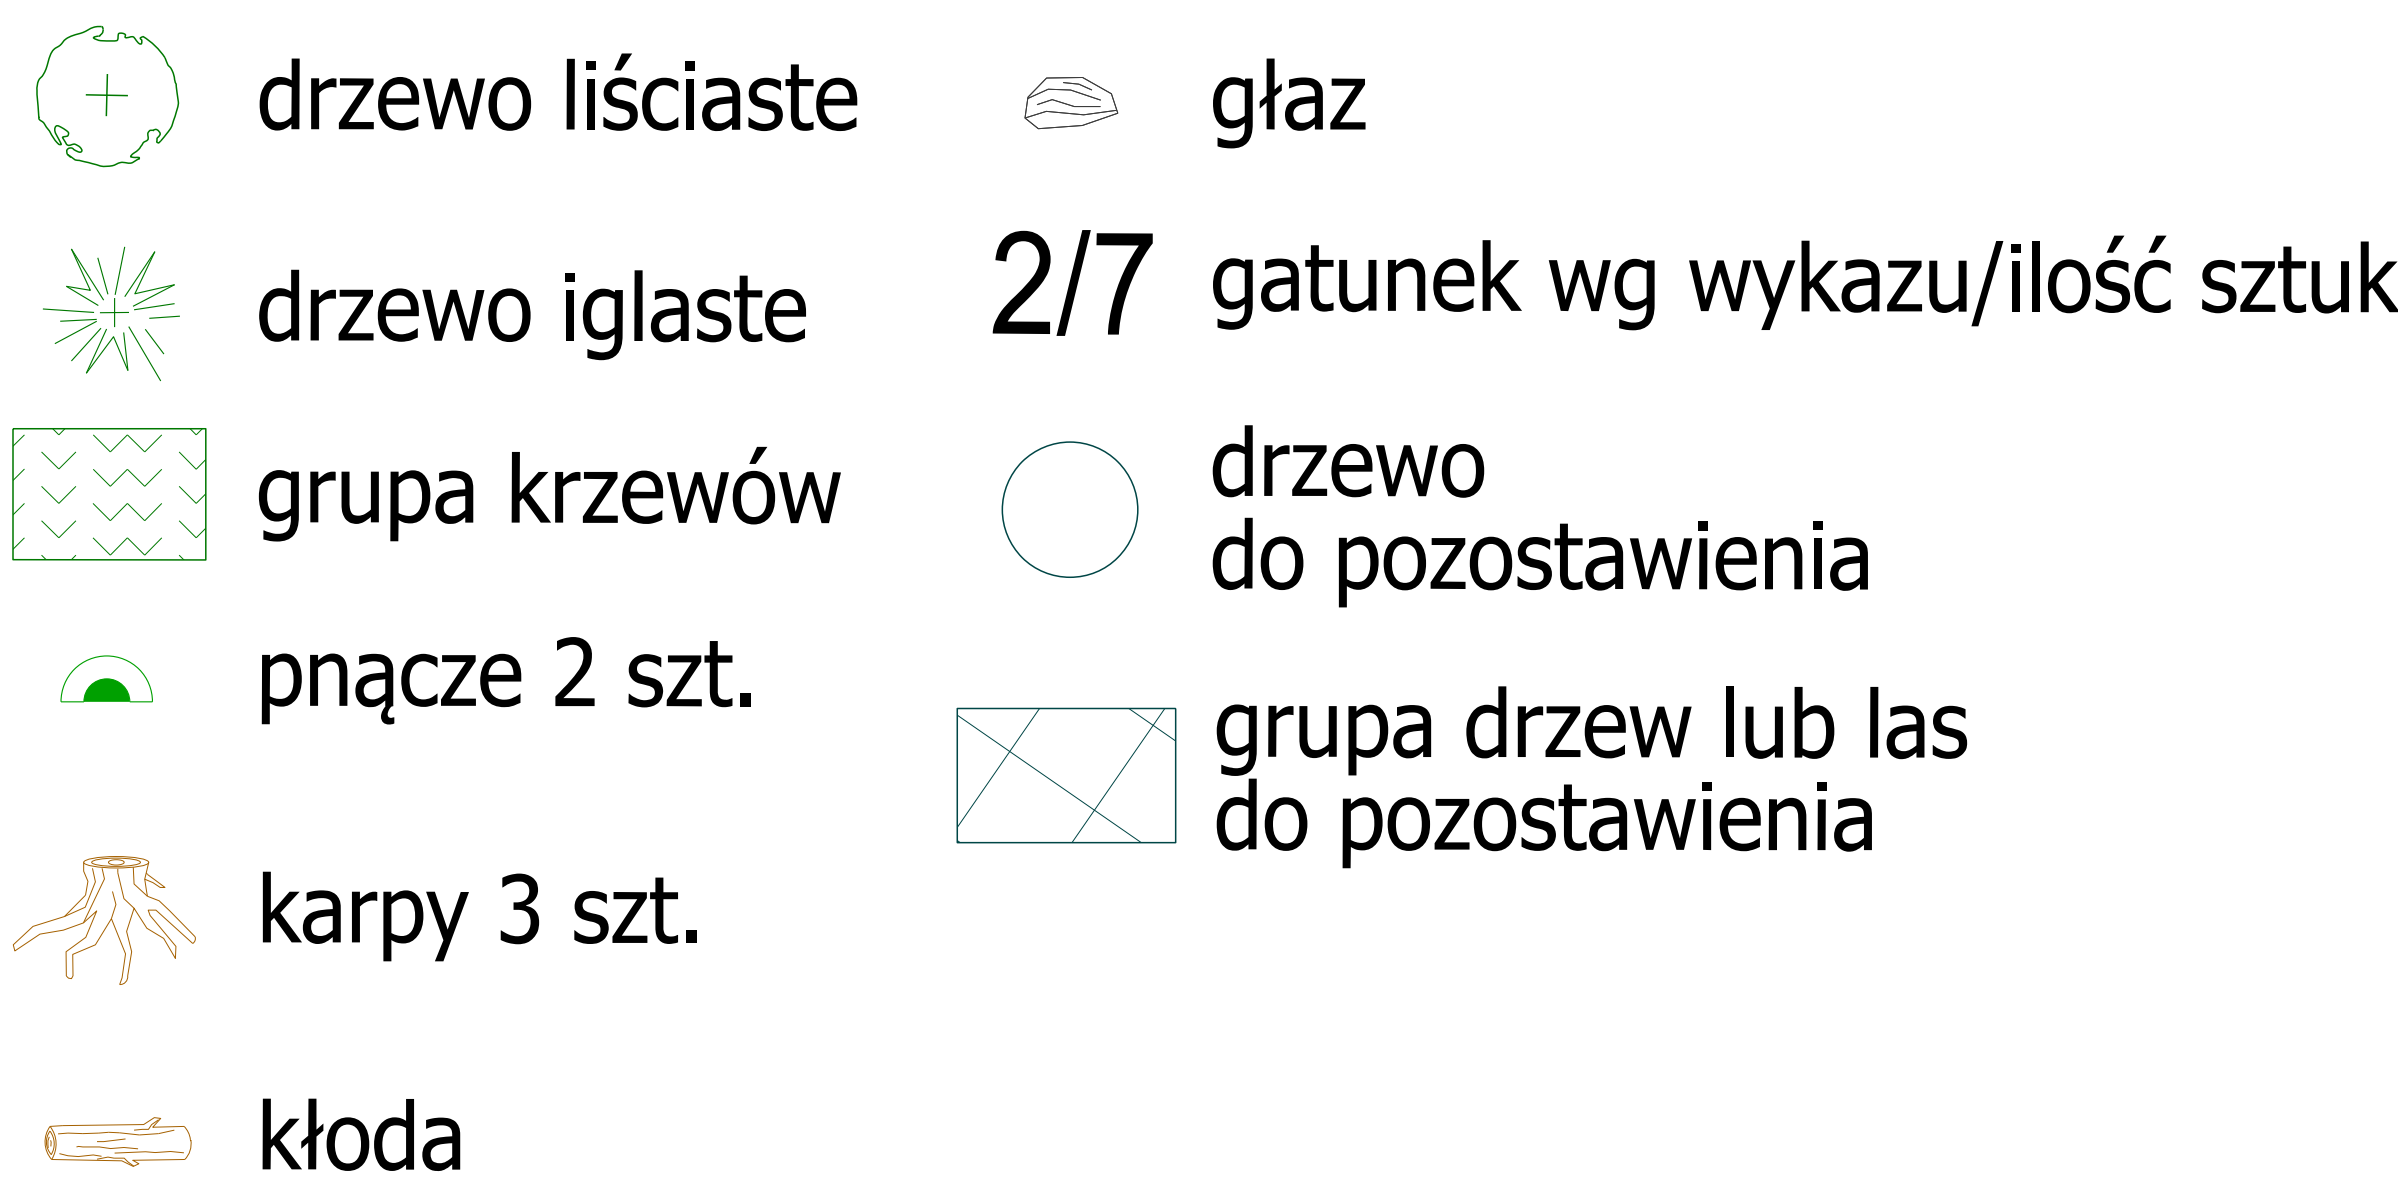 drzewo liściaste
drzewo iglaste
grupa krzewów
pnącze 2 szt.
karpy 3 szt.
kłoda
głaz
2/7 gatunek wg wykazu/ilość sztuk
drzewo
do pozostawienia
grupa drzew lub las
do pozostawienia